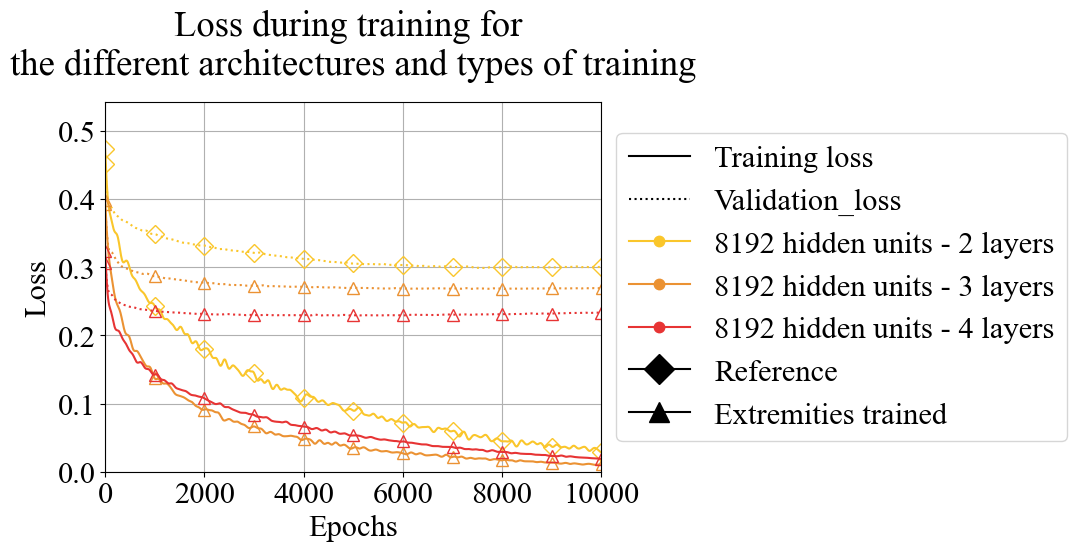 Loss during training for
the different architectures and types of training
0.5
0.4
0.3
0.2
0.1
0.0
Loss
0 2000 4000 6000 8000 10000
Epochs
Training loss
Validation_loss
8192 hidden units - 2 layers
8192 hidden units - 3 layers
8192 hidden units - 4 layers
Reference
Extremities trained